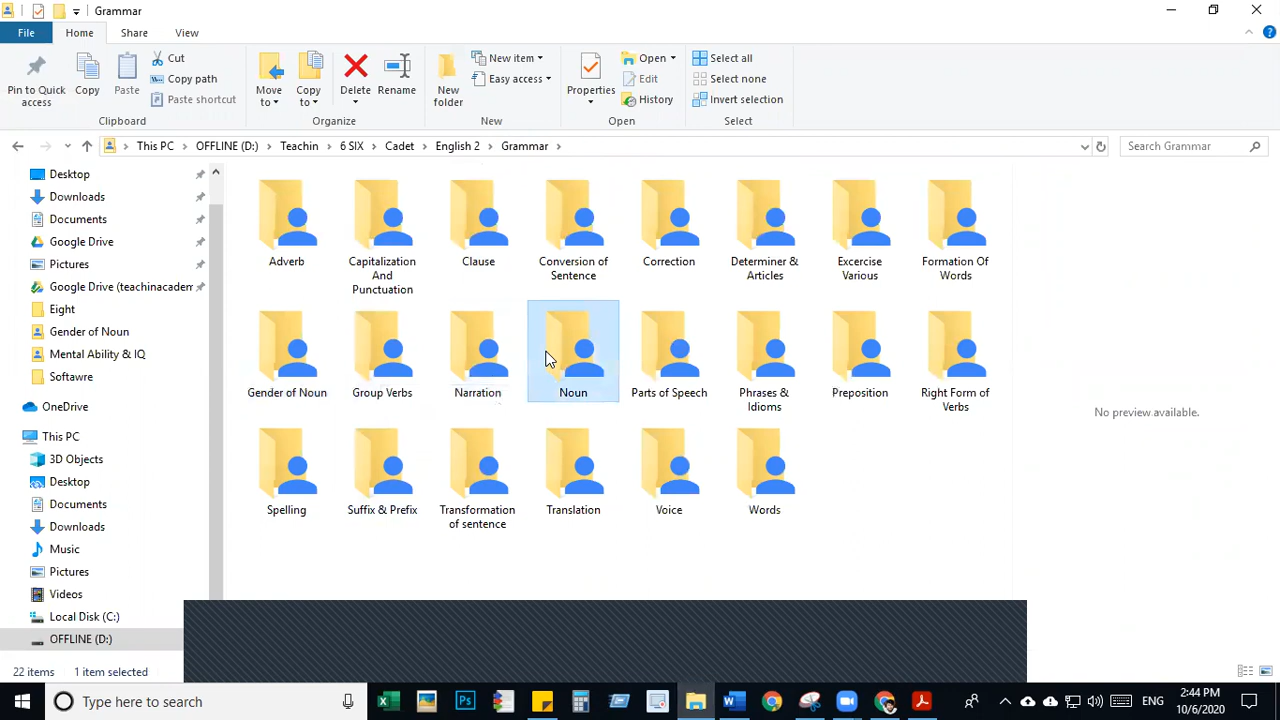 Grammar
File Home Share View
Pin to Quick access
Copy
Paste
Cut
Copy path
Paste shortcut
Clipboard
Move to
Copy to
Delete
Rename
Organize
New folder
New item
Easy access
New
Properties
Open
Edit
History
Open
Select all
Select none
Invert selection
Select
This PC > OFFLINE (D:) > Teachin > 6 SIX > Cadet > English 2 > Grammar >
Search Grammar
Desktop
Downloads
Documents
Google Drive
Pictures
Google Drive (teachinacadem
Eight
Gender of Noun
Mental Ability & IQ
Softawre
OneDrive
This PC
3D Objects
Desktop
Documents
Downloads
Music
Pictures
Videos
Local Disk (C:)
OFFLINE (D:)
Adverb
Capitalization
And
Punctuation
Clause
Conversion of
Sentence
Correction
Determiner &
Articles
Excercise
Various
Formation Of
Words
Gender of Noun
Group Verbs
Narration
Noun
Parts of Speech
Phrases &
Idioms
Preposition
Right Form of
Verbs
Spelling
Suffix & Prefix
Transformation
of sentence
Translation
Voice
Words
No preview available.
22 items 1 item selected
Type here to search
ENG
2:44 PM
10/6/2020